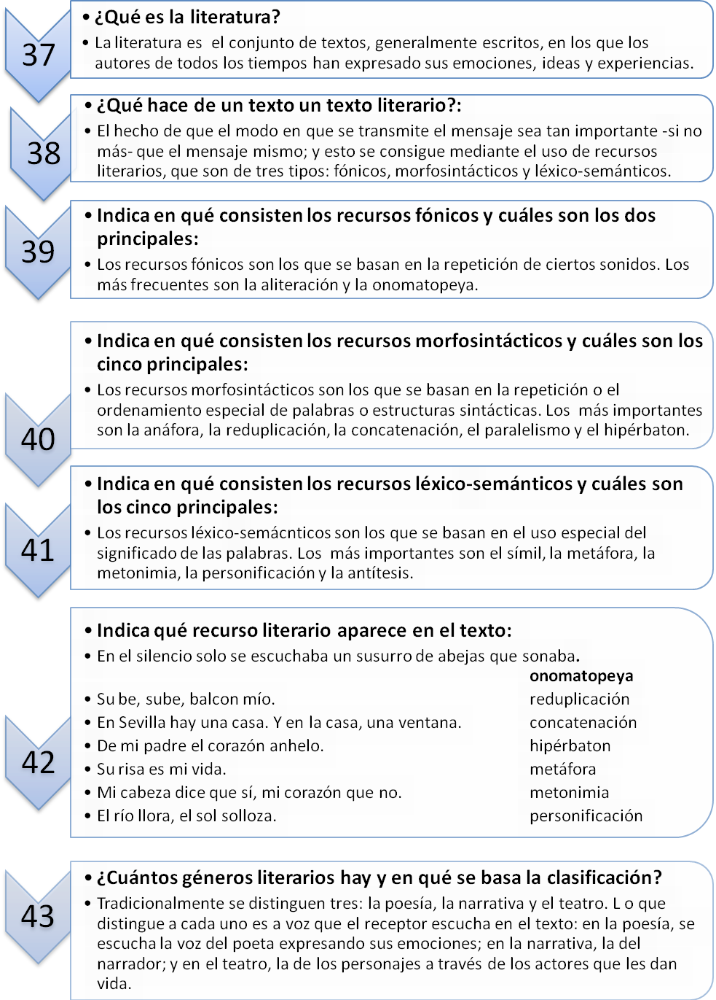 37
• ¿Qué es la literatura?
• La literatura es  el conjunto de textos, generalmente escritos, en los que los
autores de todos los tiempos han expresado sus emociones, ideas y experiencias.
38
• ¿Qué hace de un texto un texto literario?:
• El hecho de que el modo en que se transmite el mensaje sea tan importante -si no
más- que el mensaje mismo; y esto se consigue mediante el uso de recursos
literarios, que son de tres tipos: fónicos, morfosintácticos y léxico-semánticos.
39
• Indica en qué consisten los recursos fónicos y cuáles son los dos
principales:
• Los recursos fónicos son los que se basan en la repetición de ciertos sonidos. Los
más frecuentes son la aliteración y la onomatopeya.
40
• Indica en qué consisten los recursos morfosintácticos y cuáles son los
cinco principales:
• Los recursos morfosintácticos son los que se basan en la repetición o el
ordenamiento especial de palabras o estructuras sintácticas. Los  más importantes
son la anáfora, la reduplicación, la concatenación, el paralelismo y el hipérbaton.
41
• Indica en qué consisten los recursos léxico-semánticos y cuáles son
los cinco principales:
• Los recursos léxico-semácnticos son los que se basan en el uso especial del
significado de las palabras. Los  más importantes son el símil, la metáfora, la
metonimia, la personificación y la antítesis.
42
• Indica qué recurso literario aparece en el texto:
• En el silencio solo se escuchaba un susurro de abejas que sonaba.
onomatopeya
• Su be, sube, balcon mío. reduplicación
• En Sevilla hay una casa. Y en la casa, una ventana. concatenación
• De mi padre el corazón anhelo. hipérbaton
• Su risa es mi vida. metáfora
• Mi cabeza dice que sí, mi corazón que no. metonimia
• El río llora, el sol solloza. personificación
43
• ¿Cuántos géneros literarios hay y en qué se basa la clasificación?
• Tradicionalmente se distinguen tres: la poesía, la narrativa y el teatro. L o que
distingue a cada uno es a voz que el receptor escucha en el texto: en la poesía, se
escucha la voz del poeta expresando sus emociones; en la narrativa, la del
narrador; y en el teatro, la de los personajes a través de los actores que les dan
vida.